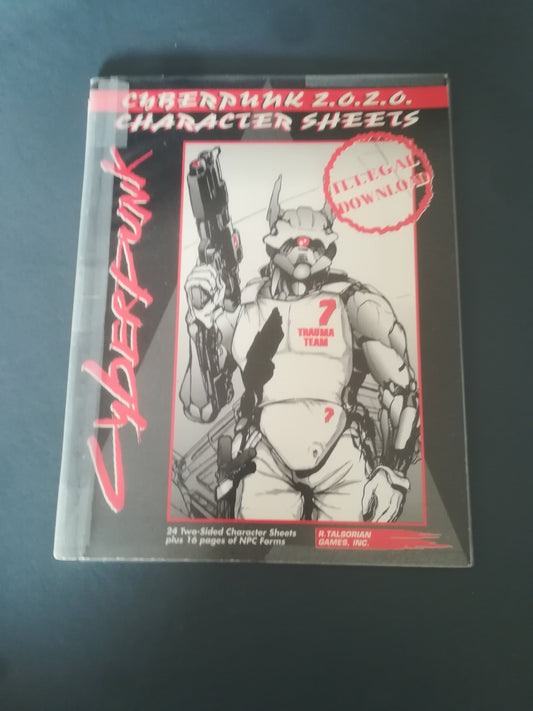 CYBERPUNK 2.0.2.0.
CHARACTER SHEETS
CYBERPUNK
ILLEGAL
DOWNLOAD
7
TRAUMA
TEAM
?
24 Two-Sided Character Sheets
plus 16 pages of NPC Forms
R.TALSORIAN
GAMES, INC.